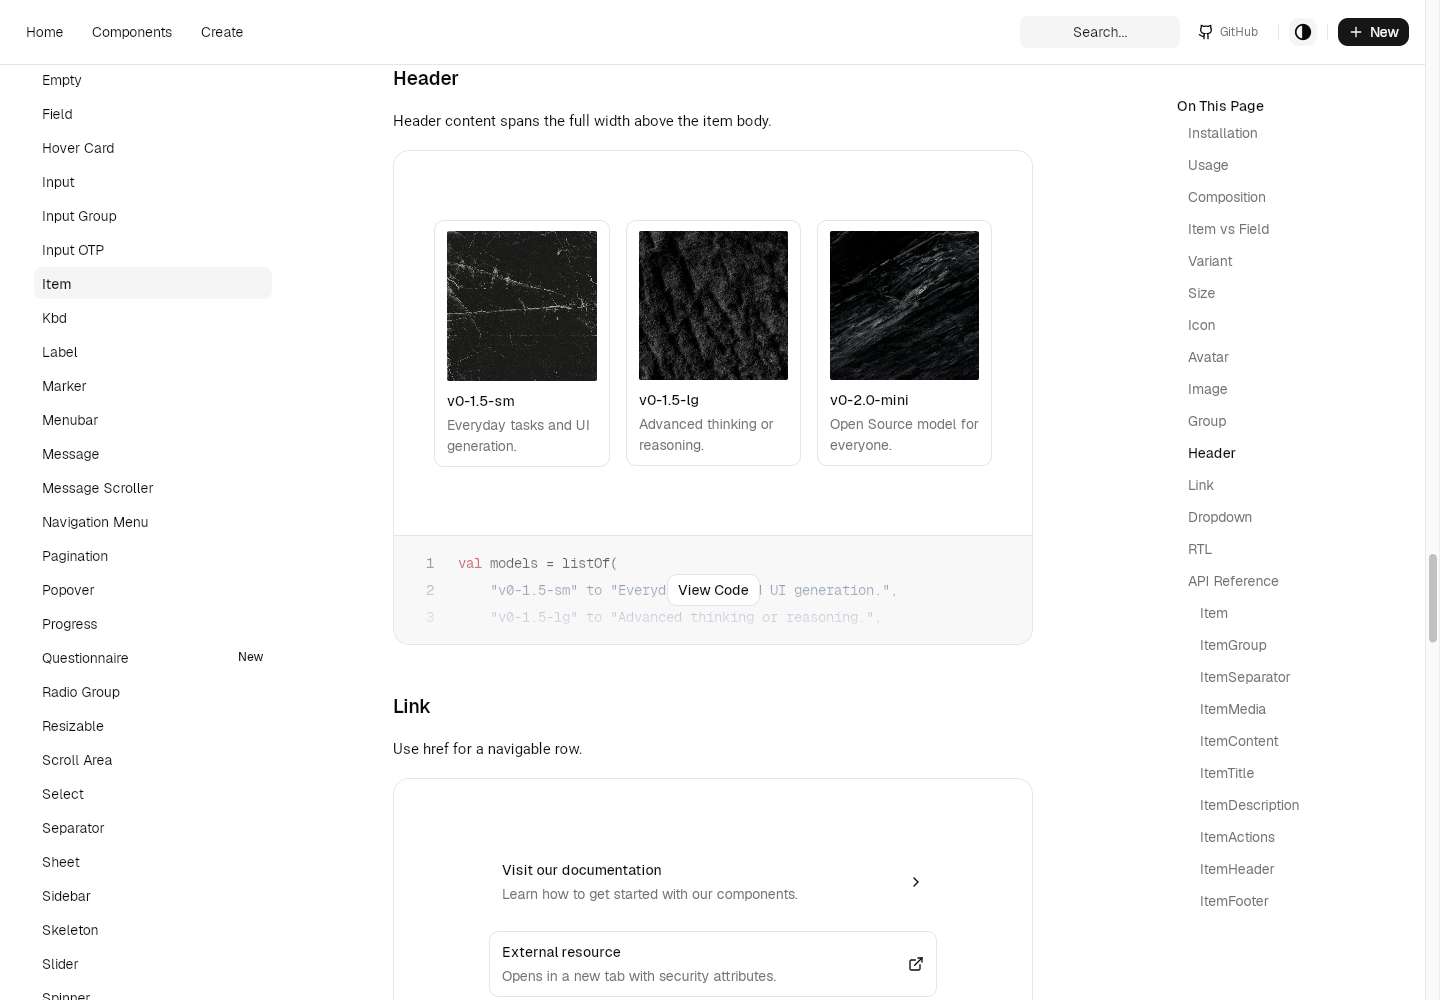 Home
Components
Create
Search...
GitHub
New
Empty
Field
Hover Card
Input
Input Group
Input OTP
Item
Kbd
Label
Marker
Menubar
Message
Message Scroller
Navigation Menu
Pagination
Popover
Progress
Questionnaire
New
Radio Group
Resizable
Scroll Area
Select
Separator
Sheet
Sidebar
Skeleton
Slider
Spinner
Header
Header content spans the full width above the item body.
v0-1.5-sm
Everyday tasks and UI
generation.
v0-1.5-lg
Advanced thinking or
reasoning.
v0-2.0-mini
Open Source model for
everyone.
1 val models = listOf(
2 "v0-1.5-sm" to "Everyd
UI generation.",
View Code
3 "v0-1.5-lg" to "Advanced thinking or reasoning.",
Link
Use href for a navigable row.
Visit our documentation
Learn how to get started with our components.
External resource
Opens in a new tab with security attributes.
On This Page
Installation
Usage
Composition
Item vs Field
Variant
Size
Icon
Avatar
Image
Group
Header
Link
Dropdown
RTL
API Reference
Item
ItemGroup
ItemSeparator
ItemMedia
ItemContent
ItemTitle
ItemDescription
ItemActions
ItemHeader
ItemFooter